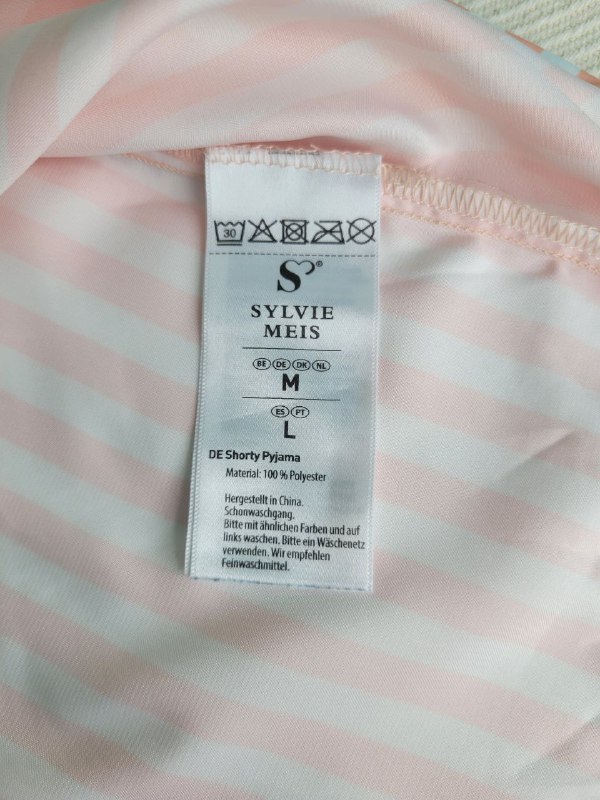 30
S®
SYLVIE
MEIS
BE DE DK NL
M
ES PT
L
DE Shorty Pyjama
Material: 100 % Polyester
Hergestellt in China.
Schonwaschgang.
Bitte mit ähnlichen Farben und auf
links waschen. Bitte ein Wäschenetz
verwenden. Wir empfehlen
Feinwaschmittel.